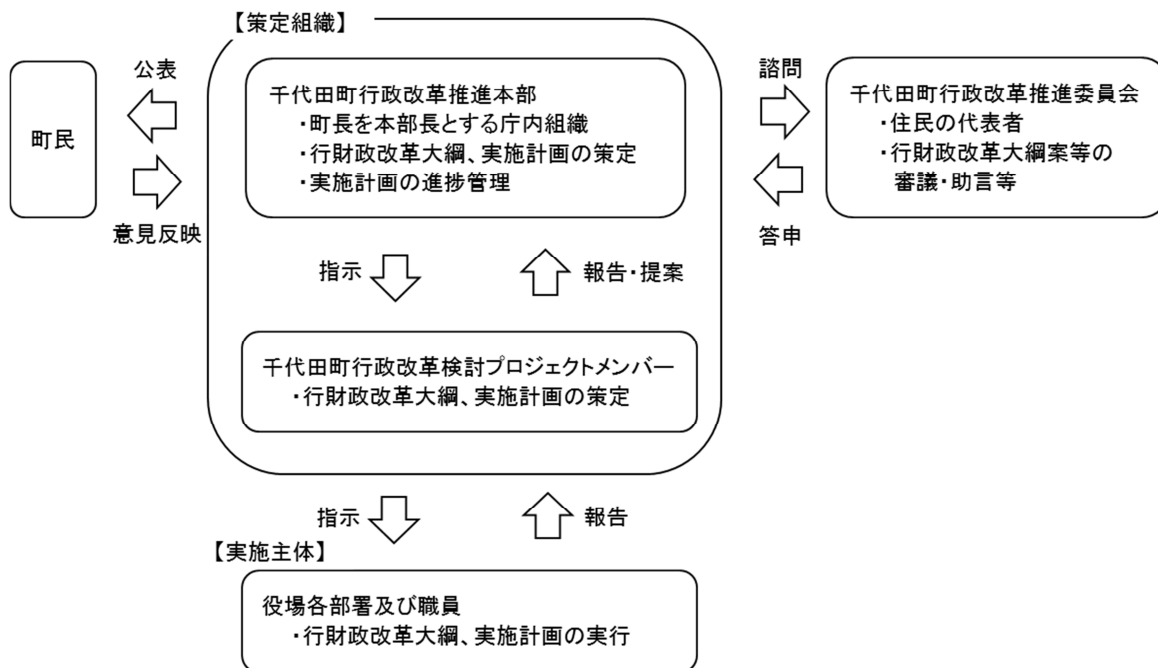 【策定組織】
町民
公表
意見反映
千代田町行政改革推進本部
・町長を本部長とする庁内組織
・行財政改革大綱、実施計画の策定
・実施計画の進捗管理
諮問
答申
千代田町行政改革推進委員会
・住民の代表者
・行財政改革大綱案等の
審議・助言等
指示
報告・提案
千代田町行政改革検討プロジェクトメンバー
・行財政改革大綱、実施計画の策定
指示
報告
【実施主体】
役場各部署及び職員
・行財政改革大綱、実施計画の実行